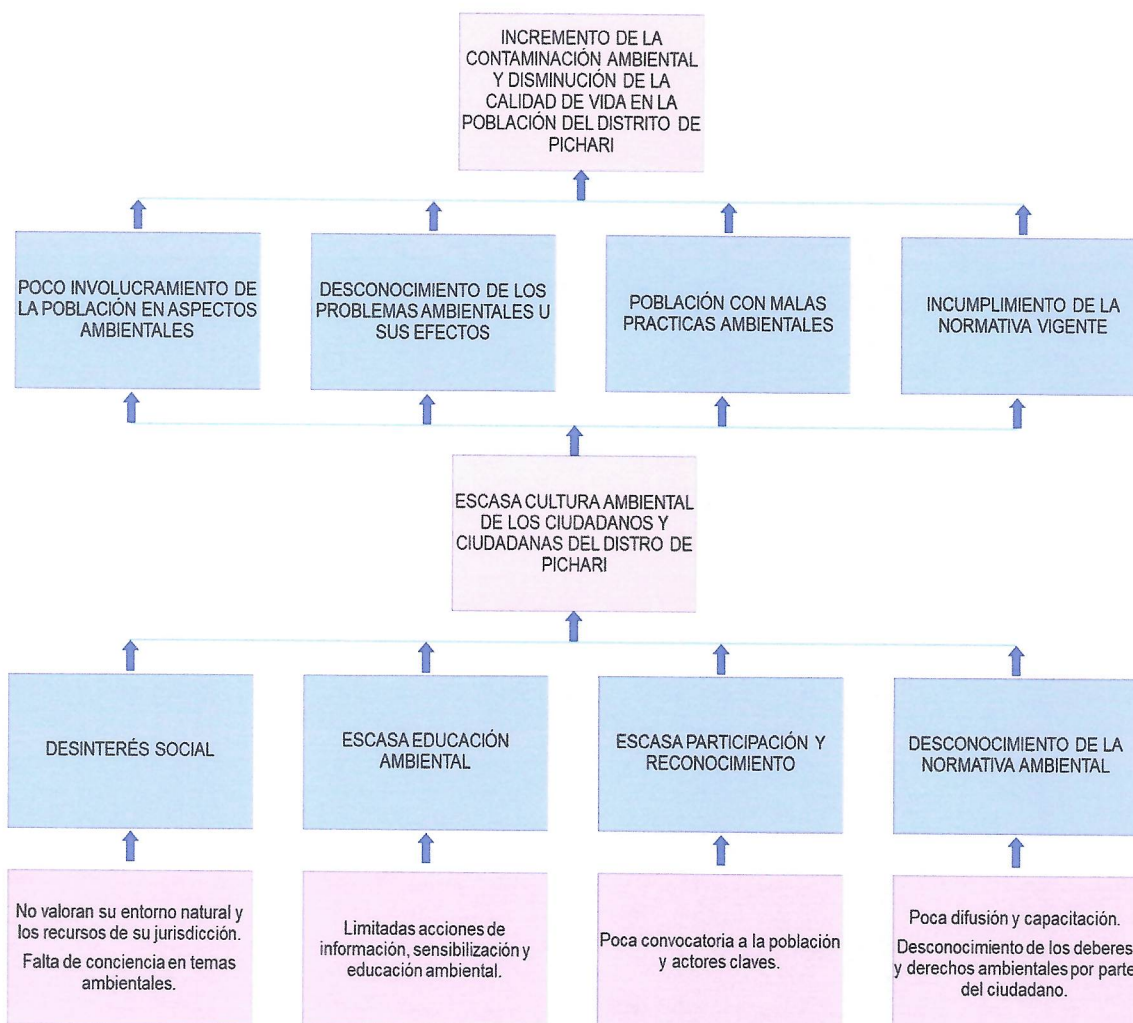 INCREMENTO DE LA
CONTAMINACIÓN AMBIENTAL
Y DISMINUCIÓN DE LA
CALIDAD DE VIDA EN LA
POBLACIÓN DEL DISTRITO DE
PICHARI
POCO INVOLUCRAMIENTO DE
LA POBLACIÓN EN ASPECTOS
AMBIENTALES
DESCONOCIMIENTO DE LOS
PROBLEMAS AMBIENTALES U
SUS EFECTOS
POBLACIÓN CON MALAS
PRACTICAS AMBIENTALES
INCUMPLIMIENTO DE LA
NORMATIVA VIGENTE
ESCASA CULTURA AMBIENTAL
DE LOS CIUDADANOS Y
CIUDADANAS DEL DISTRO DE
PICHARI
DESINTERÉS SOCIAL
ESCASA EDUCACIÓN
AMBIENTAL
ESCASA PARTICIPACIÓN Y
RECONOCIMIENTO
DESCONOCIMIENTO DE LA
NORMATIVA AMBIENTAL
No valoran su entorno natural y
los recursos de su jurisdicción.
Falta de conciencia en temas
ambientales.
Limitadas acciones de
información, sensibilización y
educación ambiental.
Poca convocatoria a la población
y actores claves.
Poca difusión y capacitación.
Desconocimiento de los deberes
y derechos ambientales por parte
del ciudadano.